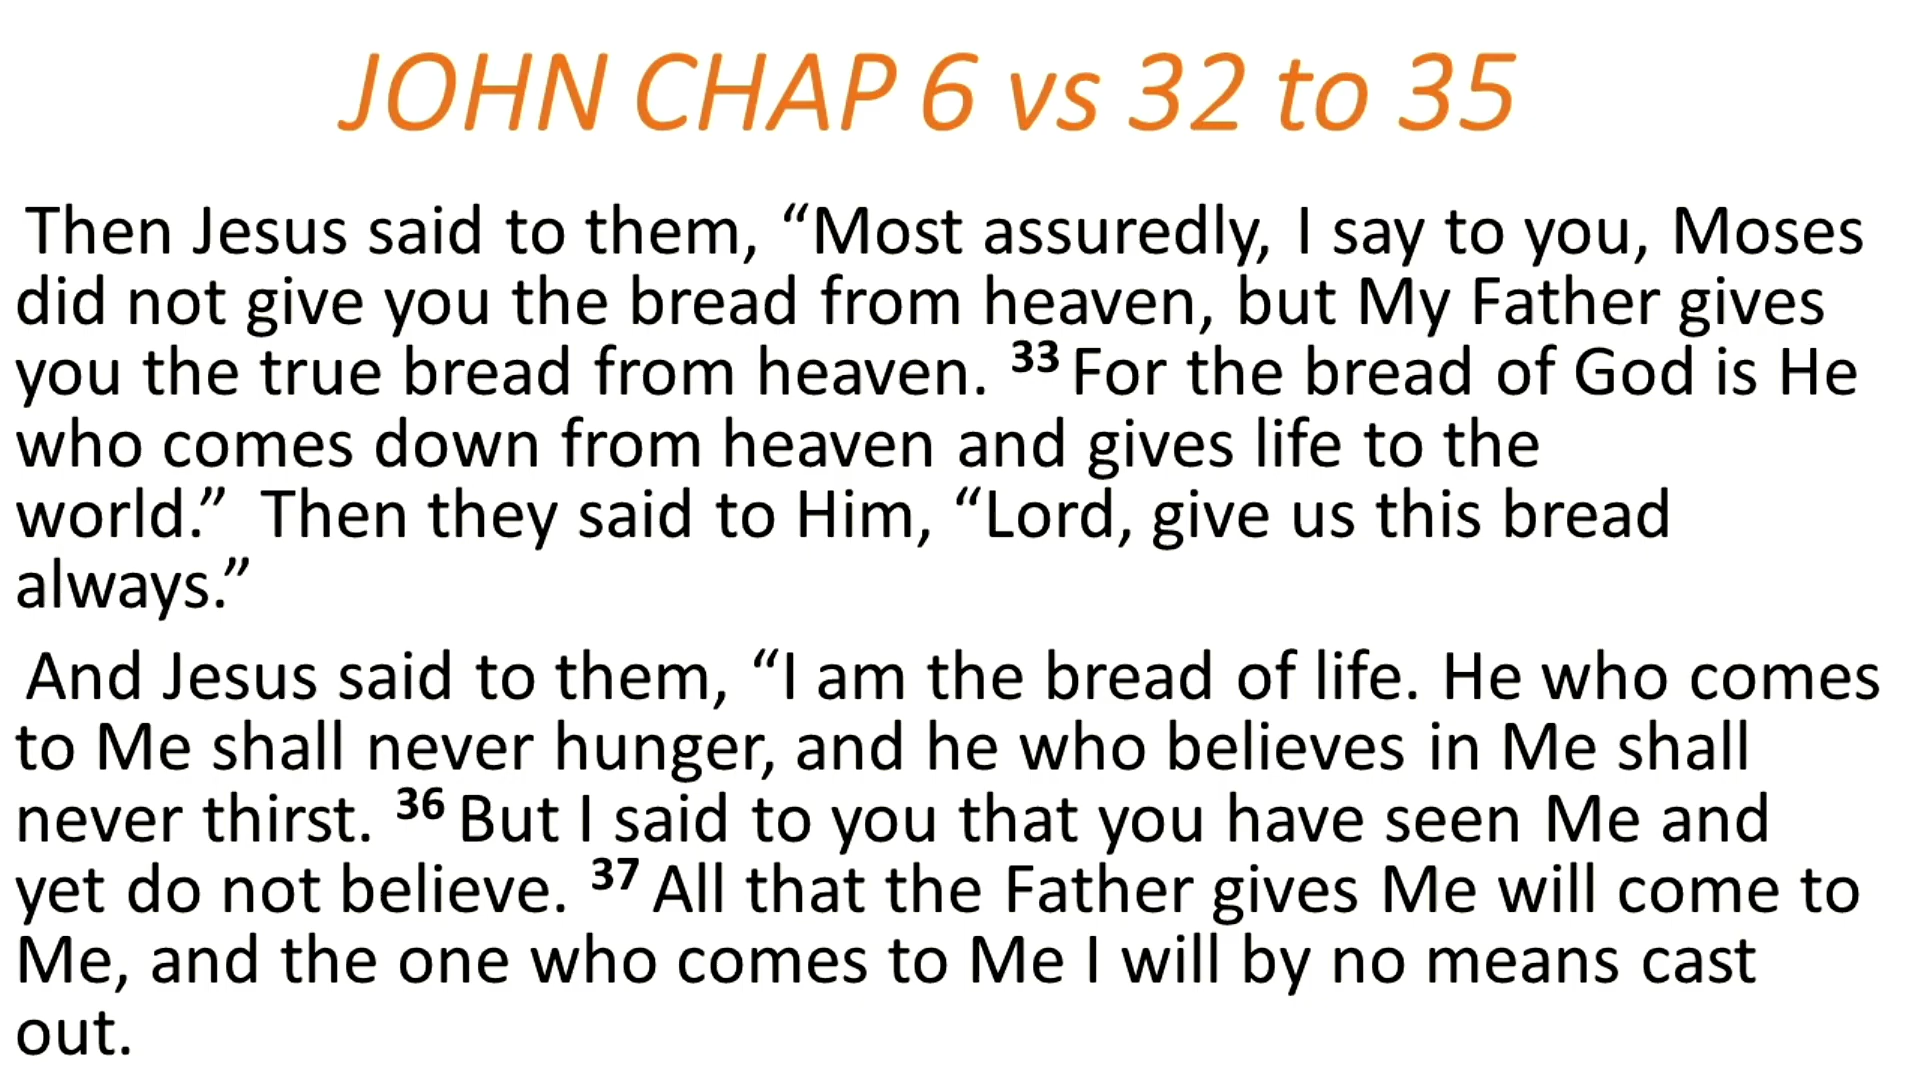 JOHN CHAP 6 vs 32 to 35
Then Jesus said to them, “Most assuredly, I say to you, Moses
did not give you the bread from heaven, but My Father gives
you the true bread from heaven. 33 For the bread of God is He
who comes down from heaven and gives life to the
world.”  Then they said to Him, “Lord, give us this bread
always.”
And Jesus said to them, “I am the bread of life. He who comes
to Me shall never hunger, and he who believes in Me shall
never thirst. 36 But I said to you that you have seen Me and
yet do not believe. 37 All that the Father gives Me will come to
Me, and the one who comes to Me I will by no means cast
out.